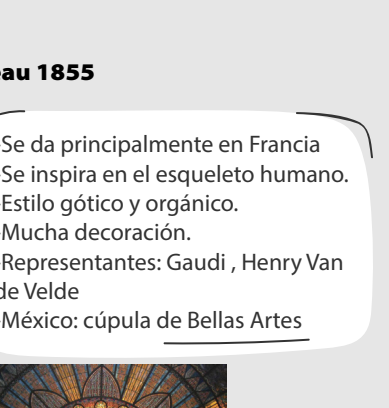 eau 1855
-Se da principalmente en Francia
-Se inspira en el esqueleto humano.
-Estilo gótico y orgánico.
-Mucha decoración.
-Representantes: Gaudi , Henry Van
de Velde
-México: cúpula de Bellas Artes